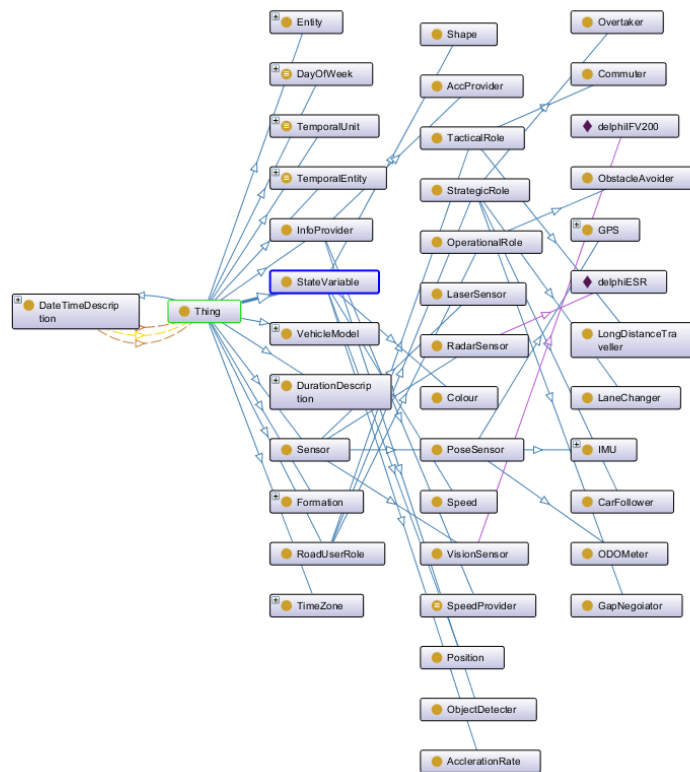 DateTimeDescrip
tion
Thing
Entity
DayOfWeek
TemporalUnit
TemporalEntity
InfoProvider
StateVariable
VehicleModel
DurationDescrip
tion
Sensor
Formation
RoadUserRole
TimeZone
Shape
AccProvider
TacticalRole
StrategicRole
OperationalRole
LaserSensor
RadarSensor
Colour
PoseSensor
Speed
VisionSensor
SpeedProvider
Position
ObjectDetecter
AcclerationRate
Overtaker
Commuter
delphiIFV200
ObstacleAvoider
GPS
delphiESR
LongDistanceTra
veller
LaneChanger
IMU
CarFollower
ODOMeter
GapNegoiator